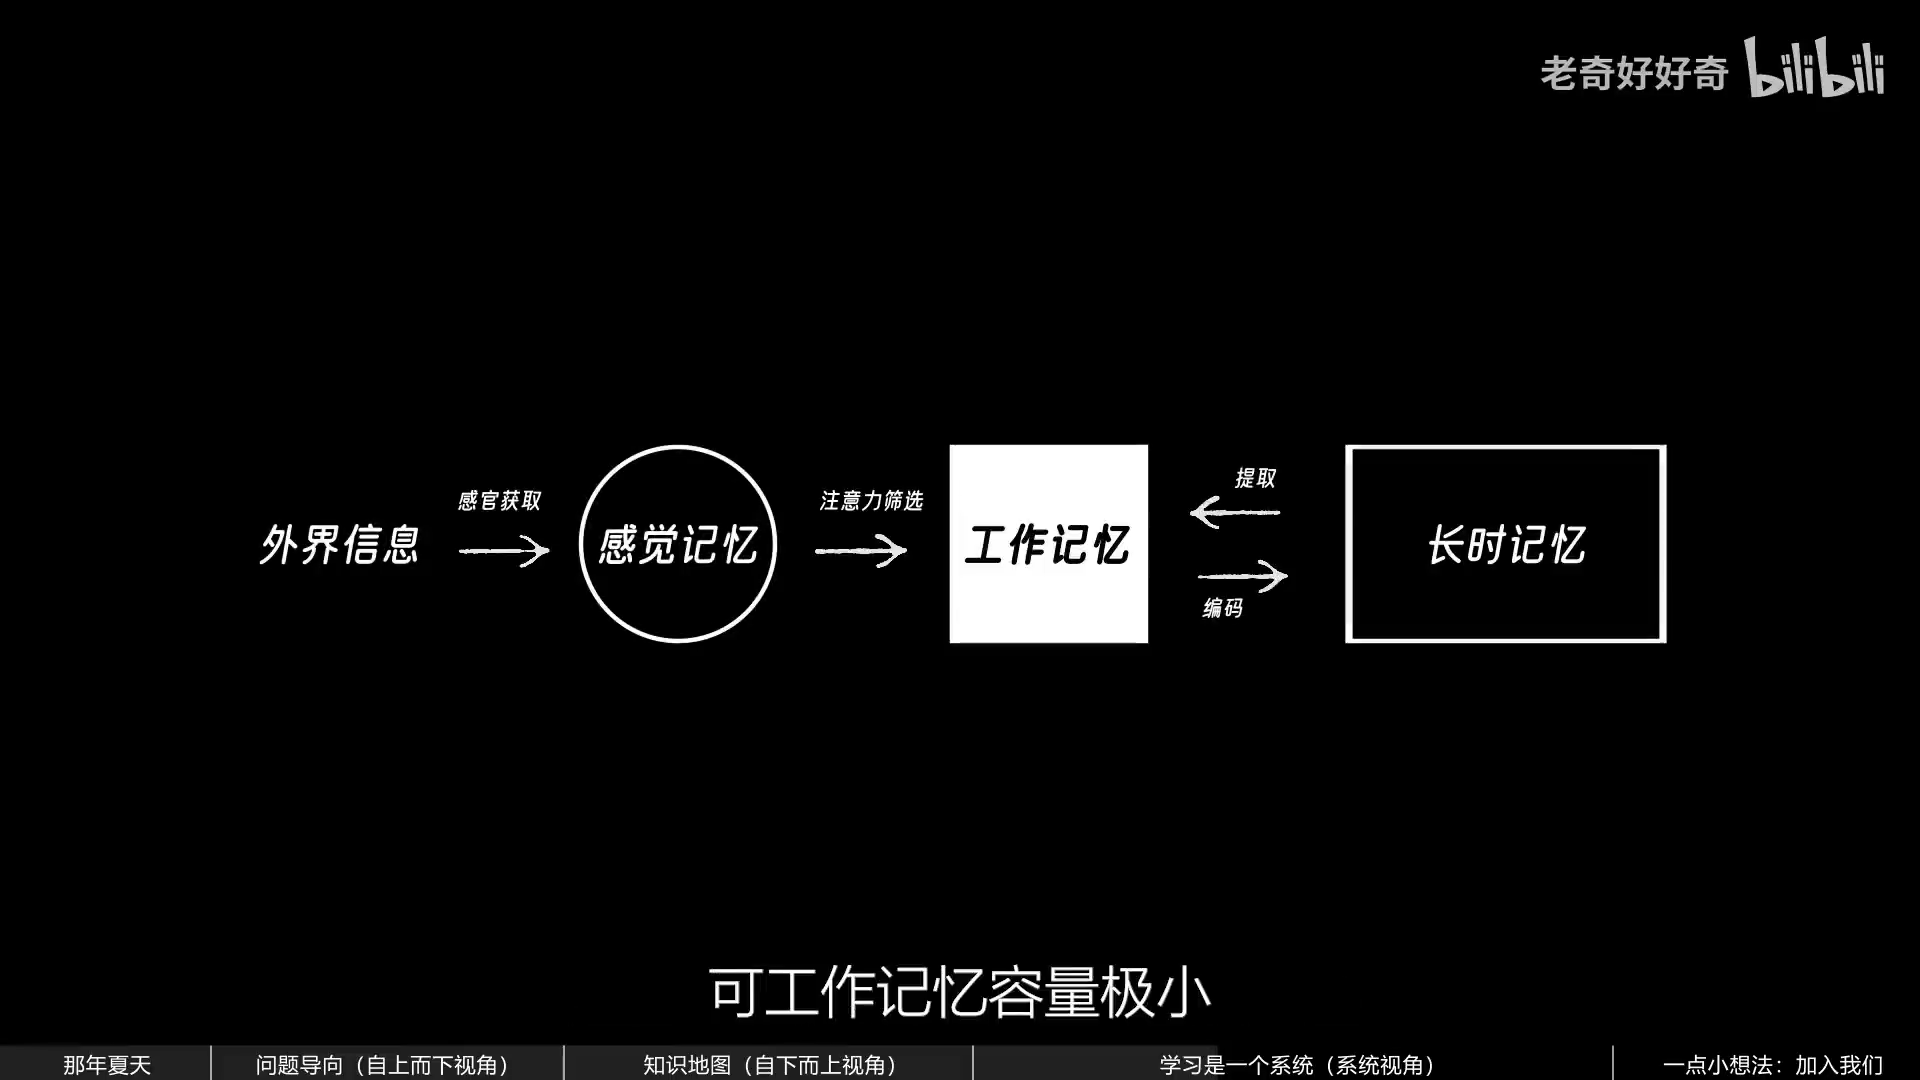 老奇好好奇 bilibili
外界信息 感官获取 感觉记忆 注意力筛选 工作记忆 提取 编码 长时记忆
可工作记忆容量极小
那年夏天 问题导向（自上而下视角） 知识地图（自下而上视角） 学习是一个系统（系统视角） 一点小想法：加入我们